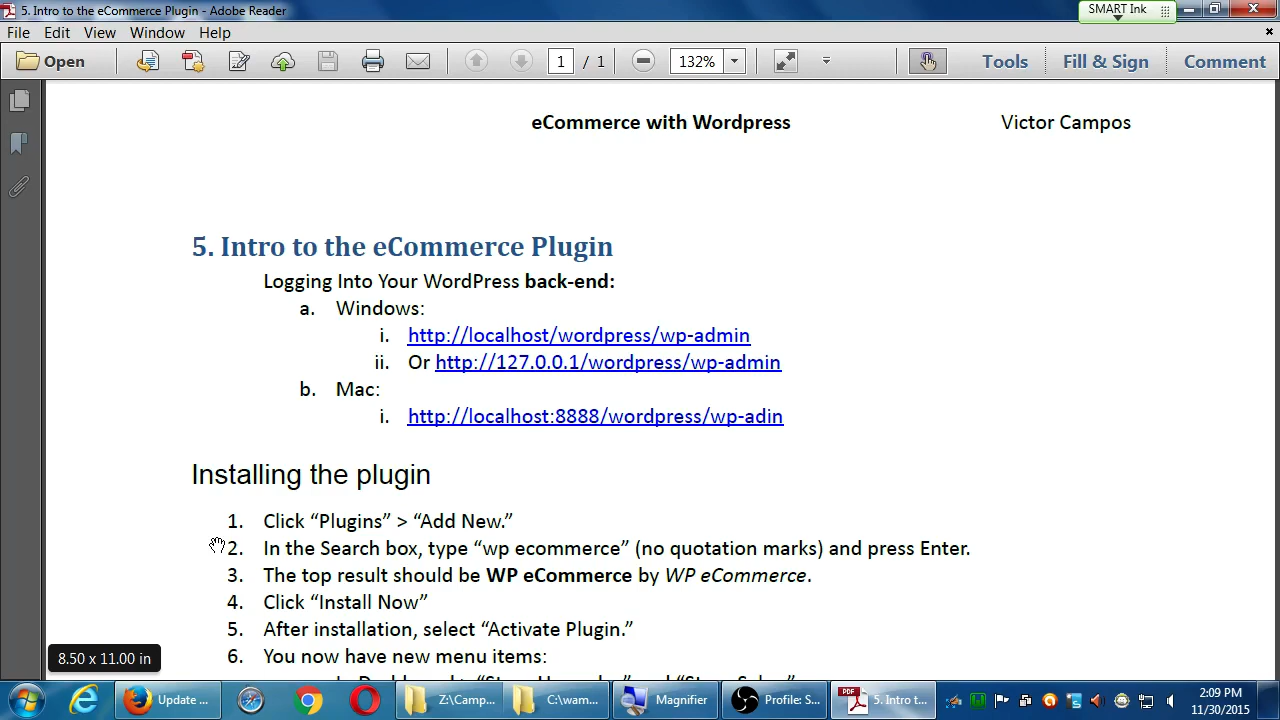 5. Intro to the eCommerce Plugin - Adobe Reader
SMART Ink
File Edit View Window Help
Open 1 / 1 132% Tools Fill & Sign Comment
eCommerce with Wordpress Victor Campos
5. Intro to the eCommerce Plugin
Logging Into Your WordPress back-end:
a. Windows:
i. http://localhost/wordpress/wp-admin
ii. Or http://127.0.0.1/wordpress/wp-admin
b. Mac:
i. http://localhost:8888/wordpress/wp-adin
Installing the plugin
1. Click “Plugins” > “Add New.”
2. In the Search box, type “wp ecommerce” (no quotation marks) and press Enter.
3. The top result should be WP eCommerce by WP eCommerce.
4. Click “Install Now”
5. After installation, select “Activate Plugin.”
6. You now have new menu items:
8.50 x 11.00 in
Update ... Z:\Camp... C:\wam... Magnifier Profile: S... PDF 5. Intro t... 2:09 PM
11/30/2015